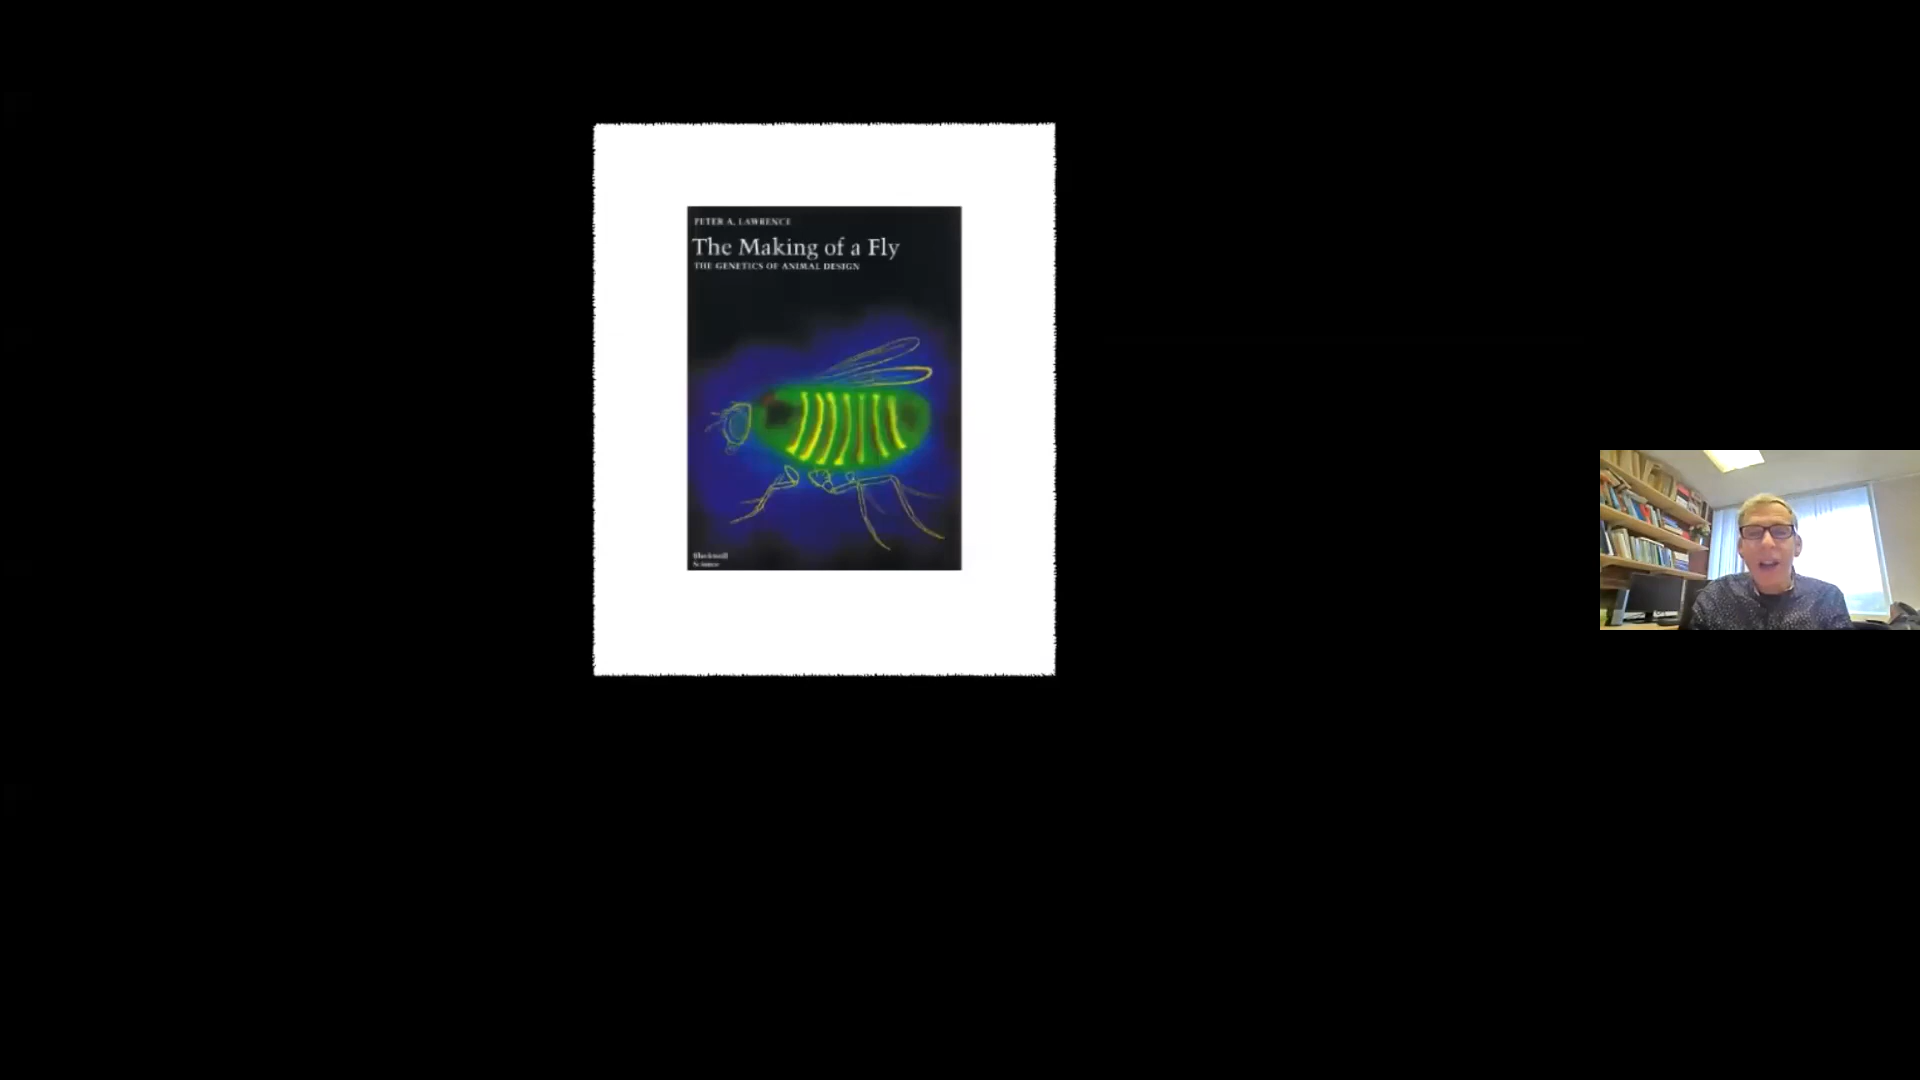 PETER A. LAWRENCE
The Making of a Fly
THE GENETICS OF ANIMAL DESIGN
Blackwell
Science